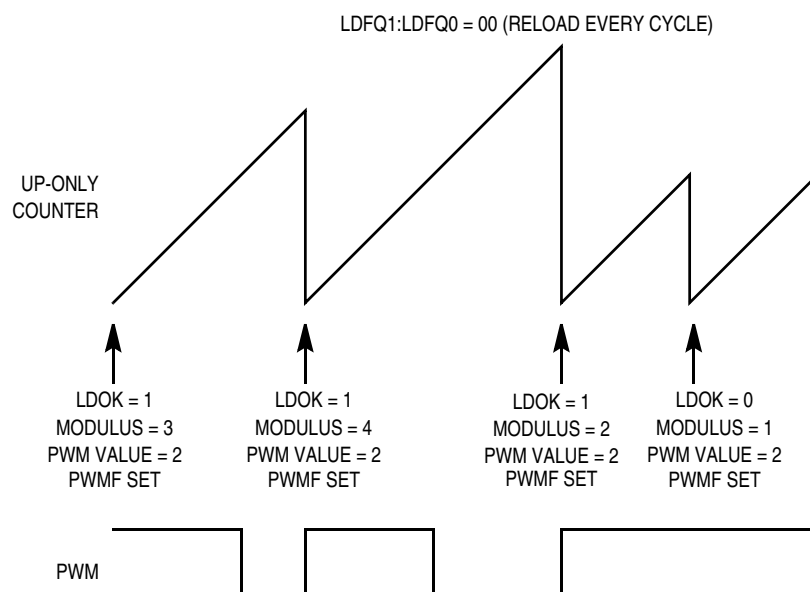 LDFQ1:LDFQ0 = 00 (RELOAD EVERY CYCLE)
UP-ONLY
COUNTER
LDOK = 1
MODULUS = 3
PWM VALUE = 2
PWMF SET
LDOK = 1
MODULUS = 4
PWM VALUE = 2
PWMF SET
LDOK = 1
MODULUS = 2
PWM VALUE = 2
PWMF SET
LDOK = 0
MODULUS = 1
PWM VALUE = 2
PWMF SET
PWM